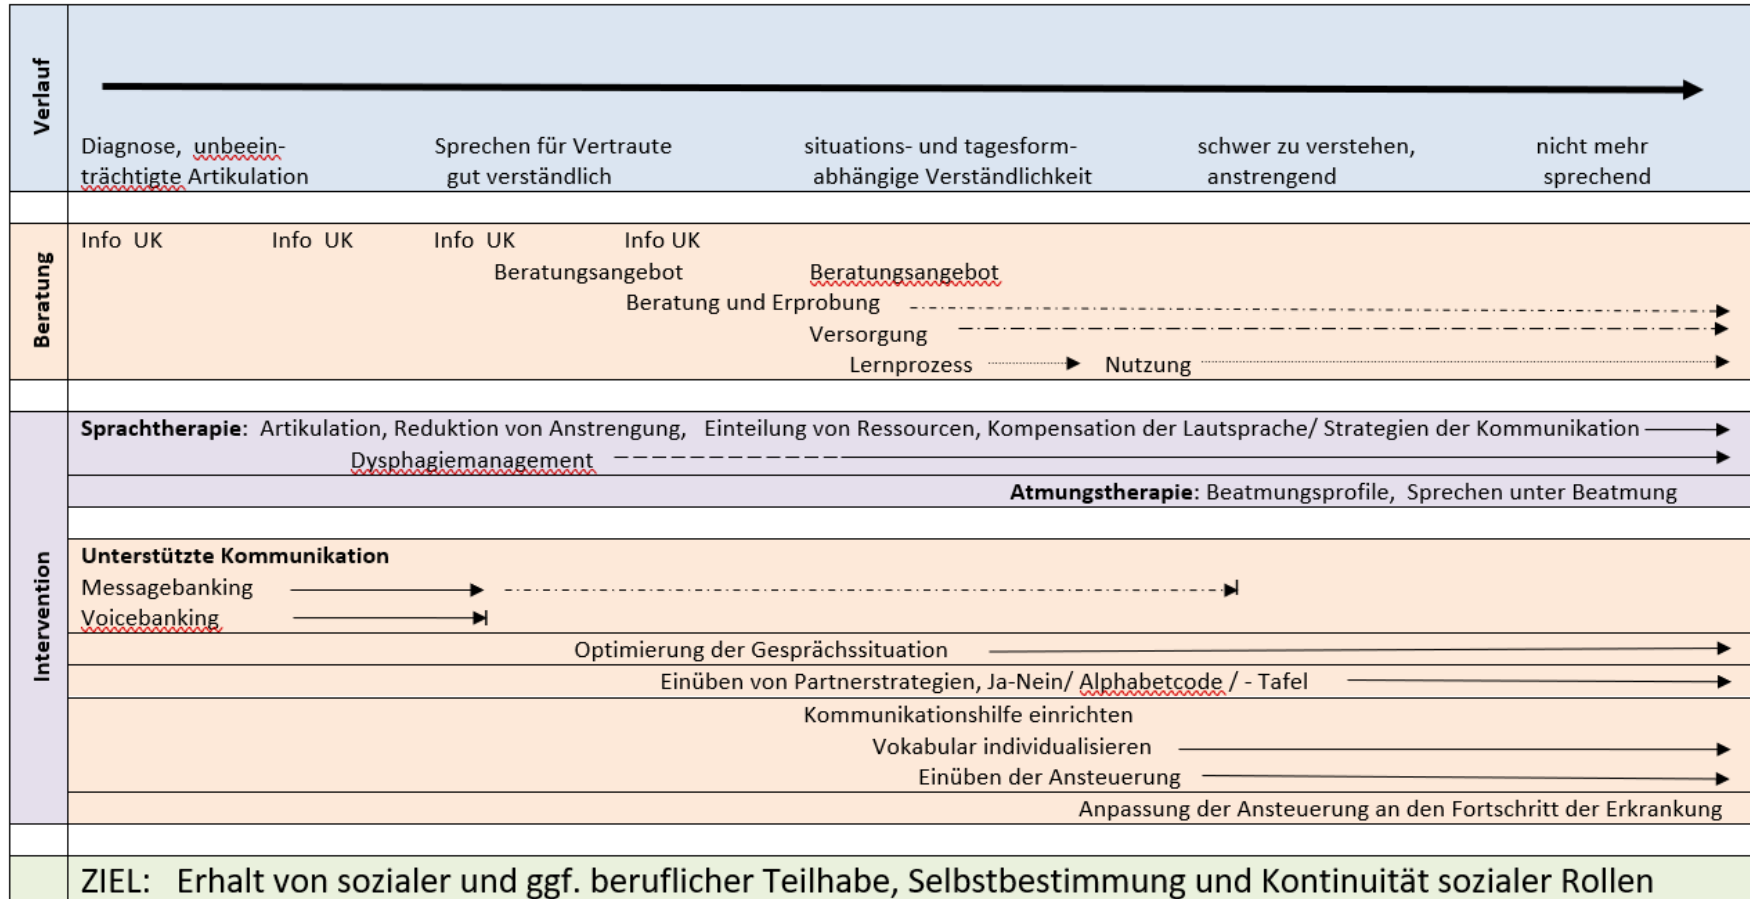 Verlauf
Diagnose, unbeein-
trächtigte Artikulation
Sprechen für Vertraute
gut verständlich
situations- und tagesform-
abhängige Verständlichkeit
schwer zu verstehen,
anstrengend
nicht mehr
sprechend
Beratung
Info UK Info UK Info UK Info UK
Beratungsangebot Beratungsangebot
Beratung und Erprobung
Versorgung
Lernprozess Nutzung
Intervention
Sprachtherapie: Artikulation, Reduktion von Anstrengung, Einteilung von Ressourcen, Kompensation der Lautsprache/ Strategien der Kommunikation
Dysphagiemanagement
Atmungstherapie: Beatmungsprofile, Sprechen unter Beatmung
Unterstützte Kommunikation
Messagebanking
Voicebanking
Optimierung der Gesprächssituation
Einüben von Partnerstrategien, Ja-Nein/ Alphabetcode / - Tafel
Kommunikationshilfe einrichten
Vokabular individualisieren
Einüben der Ansteuerung
Anpassung der Ansteuerung an den Fortschritt der Erkrankung
ZIEL: Erhalt von sozialer und ggf. beruflicher Teilhabe, Selbstbestimmung und Kontinuität sozialer Rollen